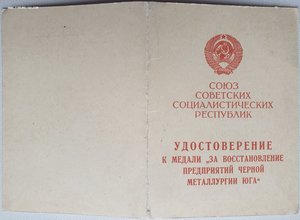 СОЮЗ
СОВЕТСКИХ
СОЦИАЛИСТИЧЕСКИХ
РЕСПУБЛИК
УДОСТОВЕРЕНИЕ
К МЕДАЛИ „ЗА ВОССТАНОВЛЕНИЕ
ПРЕДПРИЯТИЙ ЧЕРНОЙ
МЕТАЛЛУРГИИ ЮГА“